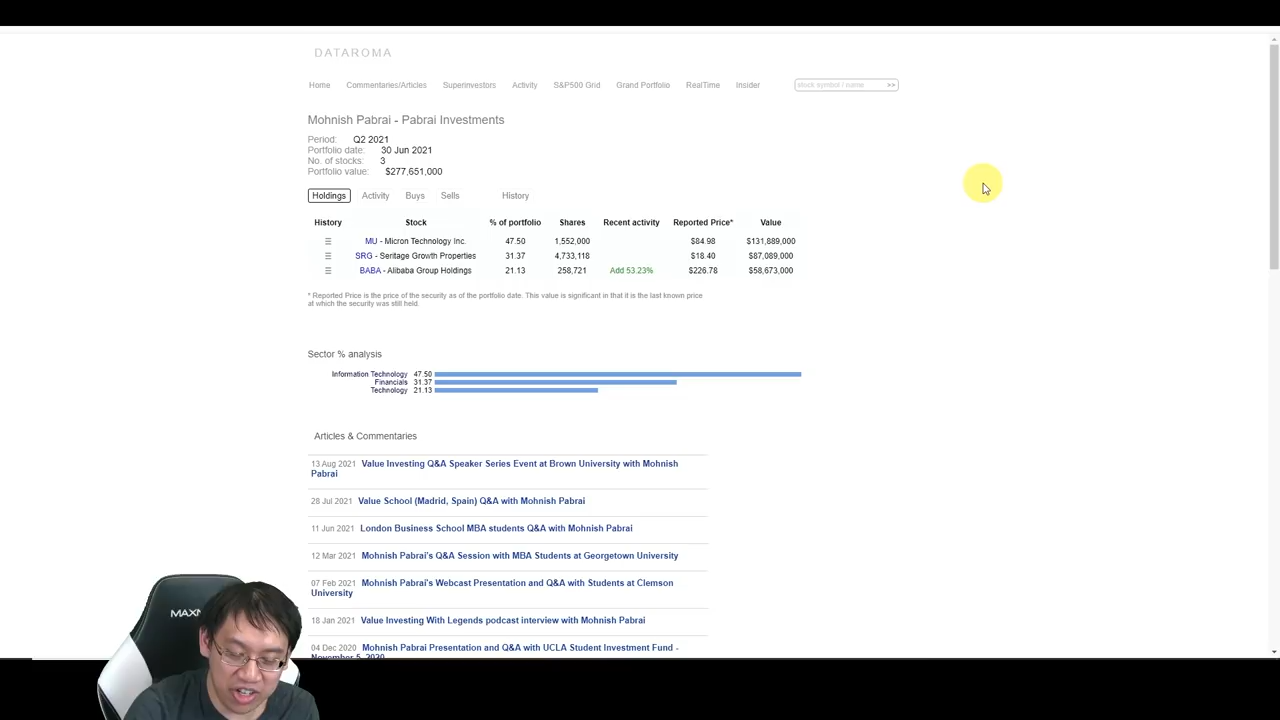 DATAROMA
Home Commentaries/Articles Superinvestors Activity S&P500 Grid Grand Portfolio RealTime Insider stock symbol / name >>
Mohnish Pabrai - Pabrai Investments
Period: Q2 2021
Portfolio date: 30 Jun 2021
No. of stocks: 3
Portfolio value: $277,651,000
Holdings Activity Buys Sells History
History Stock % of portfolio Shares Recent activity Reported Price* Value
MU - Micron Technology Inc. 47.50 1,552,000 $84.98 $131,889,000
SRG - Seritage Growth Properties 31.37 4,733,118 $18.40 $87,089,000
BABA - Alibaba Group Holdings 21.13 258,721 Add 53.23% $226.78 $58,673,000
* Reported Price is the price of the security as of the portfolio date. This value is significant in that it is the last known price
at which the security was still held.
Sector % analysis
Information Technology 47.50
Financials 31.37
Technology 21.13
Articles & Commentaries
13 Aug 2021 Value Investing Q&A Speaker Series Event at Brown University with Mohnish
Pabrai
28 Jul 2021 Value School (Madrid, Spain) Q&A with Mohnish Pabrai
11 Jun 2021 London Business School MBA students Q&A with Mohnish Pabrai
12 Mar 2021 Mohnish Pabrai's Q&A Session with MBA Students at Georgetown University
07 Feb 2021 Mohnish Pabrai's Webcast Presentation and Q&A with Students at Clemson
University
18 Jan 2021 Value Investing With Legends podcast interview with Mohnish Pabrai
04 Dec 2020 Mohnish Pabrai Presentation and Q&A with UCLA Student Investment Fund -
November 5, 2020